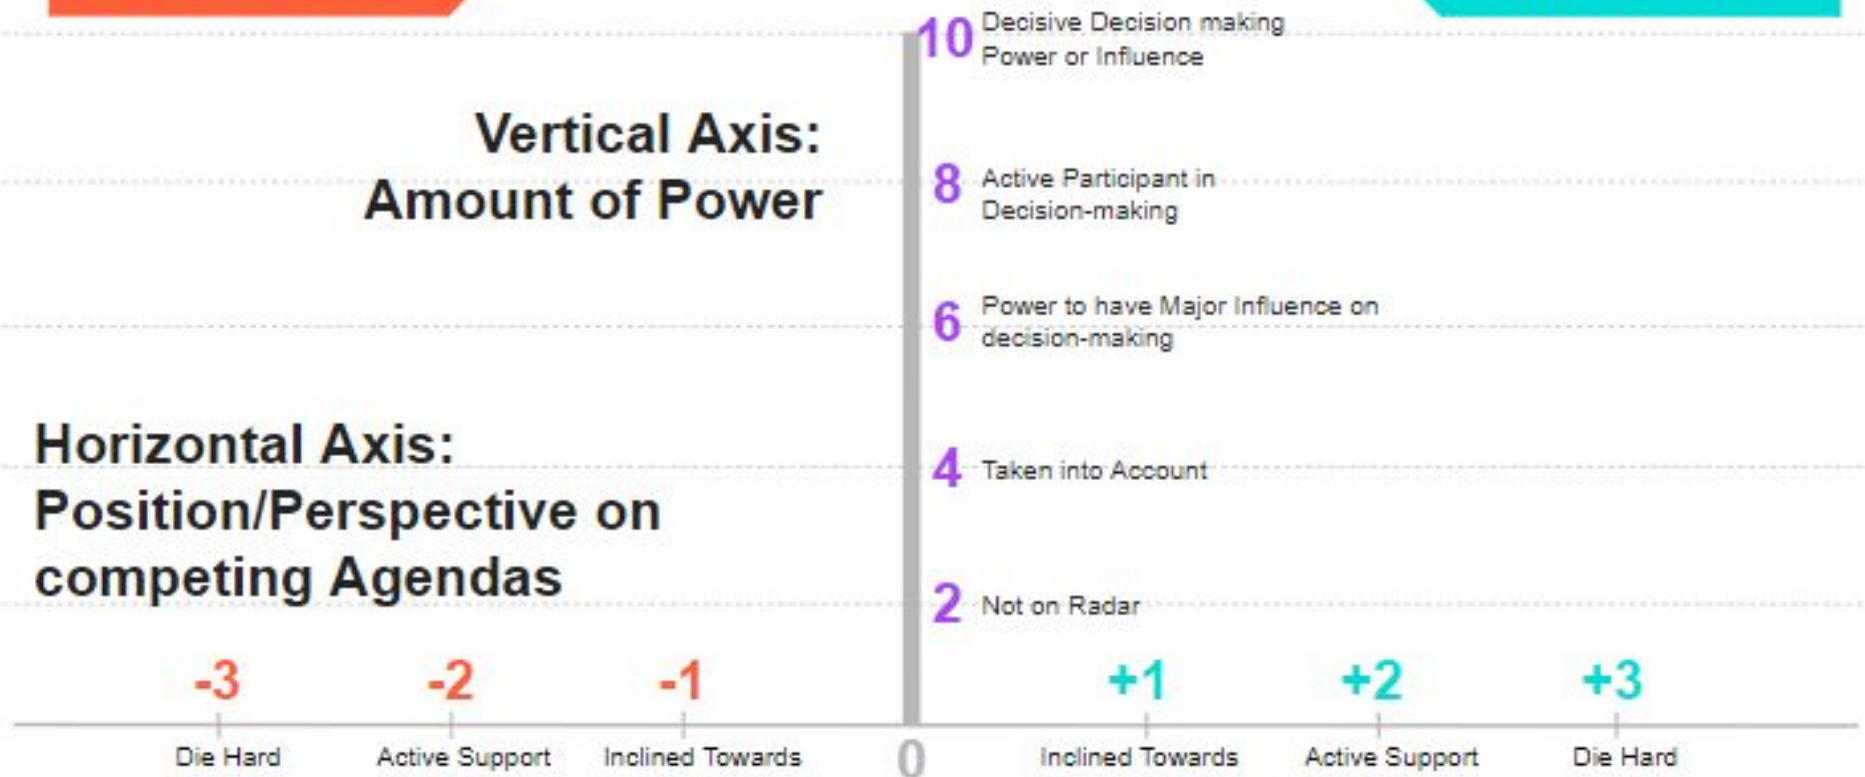 10 Decisive Decision making
Power or Influence
Vertical Axis:
Amount of Power
8 Active Participant in
Decision-making
6 Power to have Major Influence on
decision-making
Horizontal Axis:
Position/Perspective on
competing Agendas
4 Taken into Account
2 Not on Radar
-3 -2 -1 +1 +2 +3
Die Hard Active Support Inclined Towards 0 Inclined Towards Active Support Die Hard